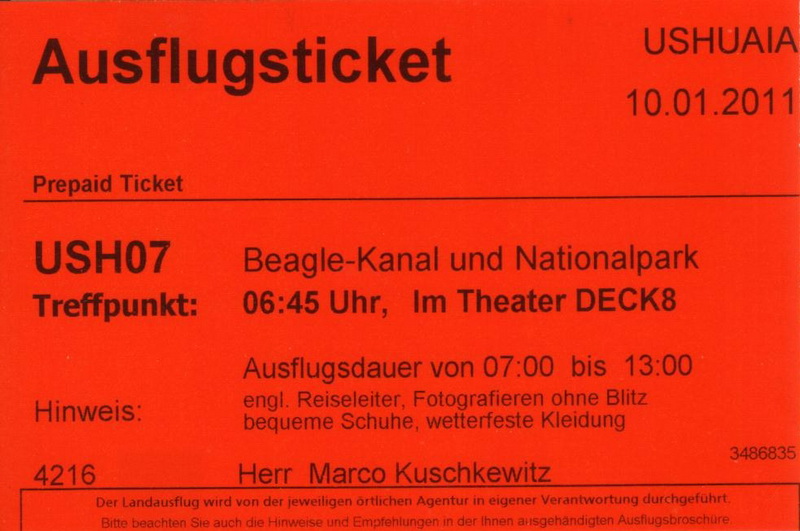 Ausflugsticket
USHUAIA
10.01.2011
Prepaid Ticket
USH07 Beagle-Kanal und Nationalpark
Treffpunkt: 06:45 Uhr, Im Theater DECK8
Ausflugsdauer von 07:00 bis 13:00
Hinweis: engl. Reiseleiter, Fotografieren ohne Blitz
bequeme Schuhe, wetterfeste Kleidung
3486835
4216 Herr Marco Kuschkewitz
Der Landausflug wird von der jeweiligen örtlichen Agentur in eigener Verantwortung durchgeführt.
Bitte beachten Sie auch die Hinweise und Empfehlungen in der Ihnen ausgehändigten Ausflugsbroschüre.